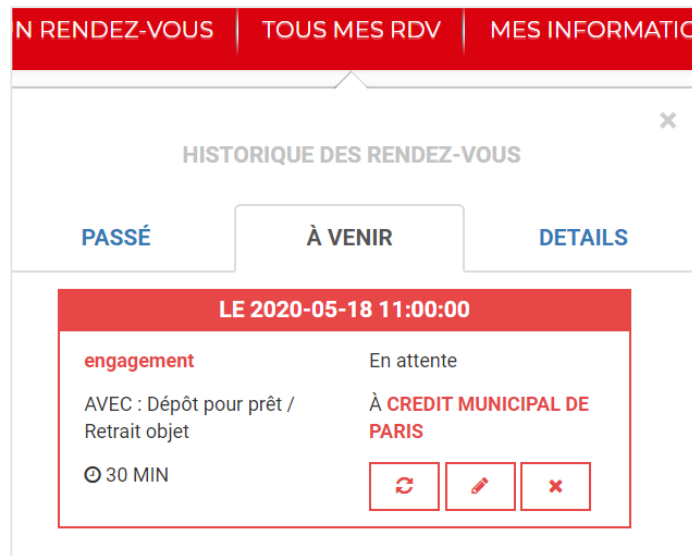 N RENDEZ-VOUS TOUS MES RDV MES INFORMATIO
HISTORIQUE DES RENDEZ-VOUS
PASSÉ À VENIR DETAILS
LE 2020-05-18 11:00:00
engagement En attente
AVEC : Dépôt pour prêt / À CREDIT MUNICIPAL DE
Retrait objet PARIS
30 MIN